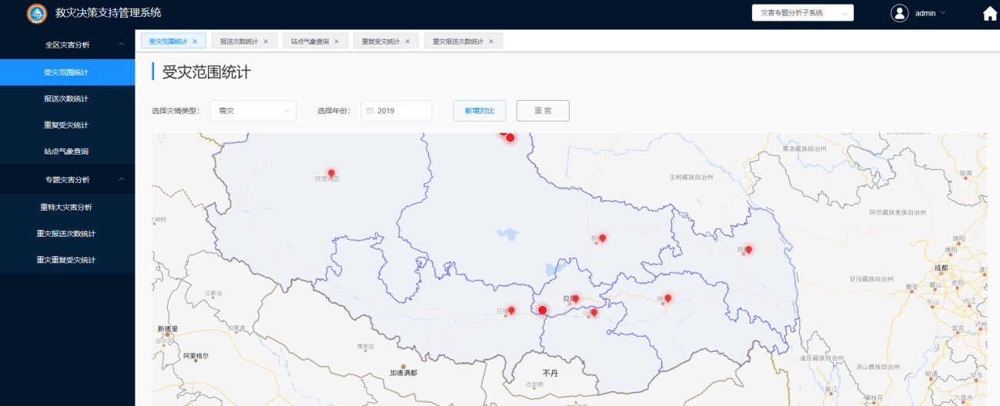 救灾决策支持管理系统
灾害专题分析子系统
admin
全区灾害分析
受灾范围统计
报送次数统计
重复受灾统计
站点气象查询
专题灾害分析
重特大灾害分析
重灾报送次数统计
重灾重复受灾统计
受灾范围统计 ×
报送次数统计 ×
站点气象查询 ×
重复受灾统计 ×
重灾报送次数统计 ×
受灾范围统计
选择灾情类型: 雪灾
选择年份: 2019
新增对比
重 置
果洛藏族自治州
阿里地区
玉树藏族自治州
陇南
阿坝藏族羌族自治州
绵阳
德阳
成都
甘孜藏族自治州
雅安
眉山
资阳
兰斯当
拉萨
乐山
内江
新德里
伯果道
宜宾
泸州
博克拉
阿里格尔
加德满都
不丹
达加纳
迪庆藏族自治州
凉山彝族自治州
昭通
毕节
丽江
攀枝花
六盘水